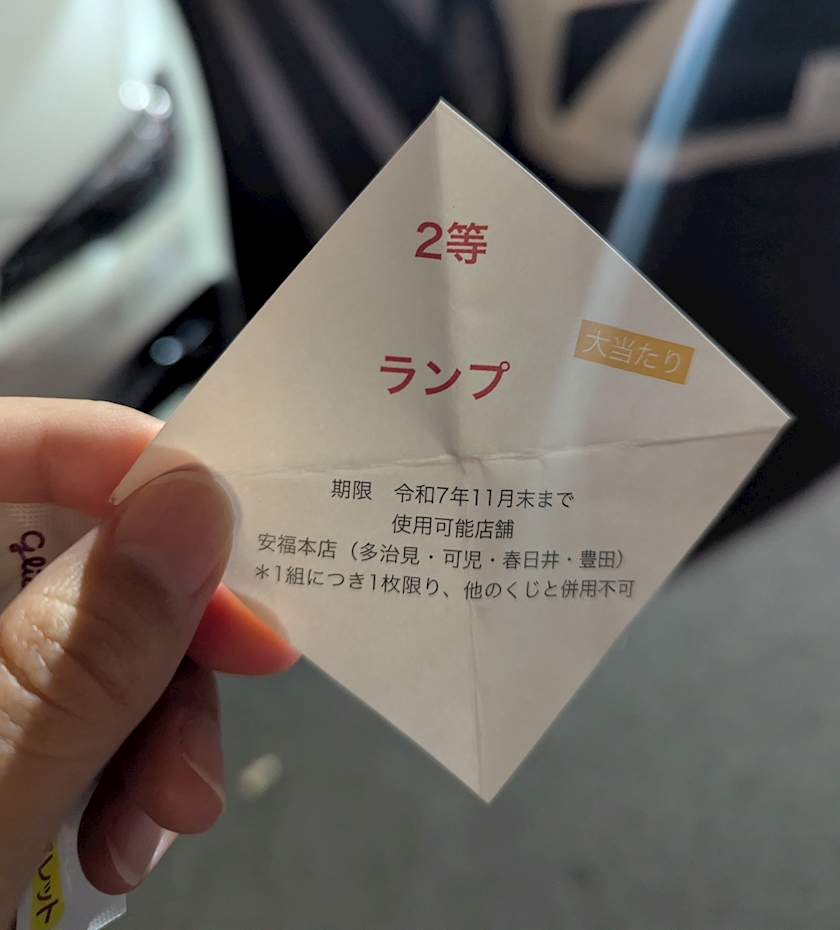 2等
大当たり
ランプ
期限 令和7年11月末まで
使用可能店舗
安福本店（多治見・可児・春日井・豊田）
＊1組につき1枚限り、他のくじと併用不可
レット